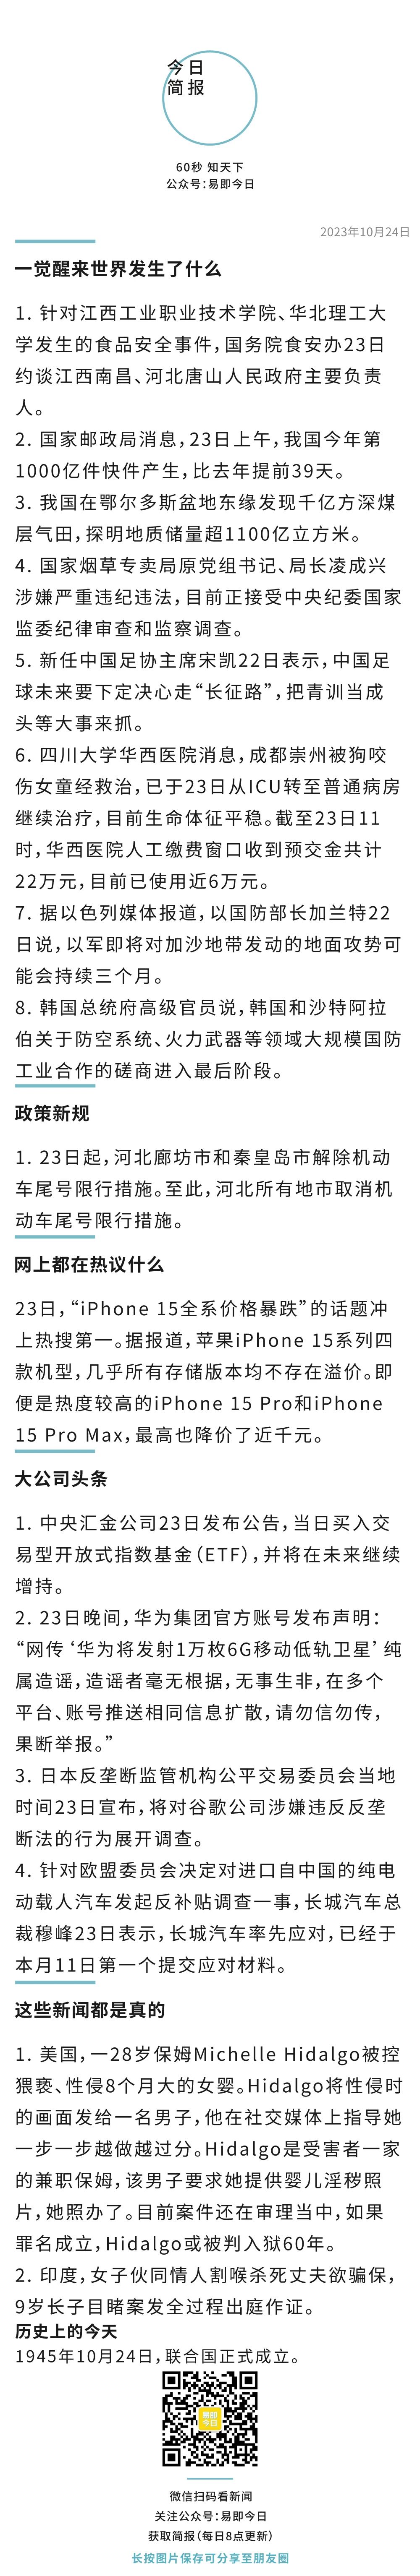 今日
简报
60秒 知天下
公众号：易即今日
2023年10月24日
一觉醒来世界发生了什么
1. 针对江西工业职业技术学院、华北理工大
学发生的食品安全事件，国务院食安办23日
约谈江西南昌、河北唐山人民政府主要负责
人。
2. 国家邮政局消息，23日上午，我国今年第
1000亿件快件产生，比去年提前39天。
3. 我国在鄂尔多斯盆地东缘发现千亿方深煤
层气田，探明地质储量超1100亿立方米。
4. 国家烟草专卖局原党组书记、局长凌成兴
涉嫌严重违纪违法，目前正接受中央纪委国家
监委纪律审查和监察调查。
5. 新任中国足协主席宋凯22日表示，中国足
球未来要下定决心走“长征路”，把青训当成
头等大事来抓。
6. 四川大学华西医院消息，成都崇州被狗咬
伤女童经救治，已于23日从ICU转至普通病房
继续治疗，目前生命体征平稳。截至23日11
时，华西医院人工缴费窗口收到预交金共计
22万元，目前已使用近6万元。
7. 据以色列媒体报道，以国防部长加兰特22
日说，以军即将对加沙地带发动的地面攻势可
能会持续三个月。
8. 韩国总统府高级官员说，韩国和沙特阿拉
伯关于防空系统、火力武器等领域大规模国防
工业合作的磋商进入最后阶段。
政策新规
1. 23日起，河北廊坊市和秦皇岛市解除机动
车尾号限行措施。至此，河北所有地市取消机
动车尾号限行措施。
网上都在热议什么
23日，“iPhone 15全系价格暴跌”的话题冲
上热搜第一。据报道，苹果iPhone 15系列四
款机型，几乎所有存储版本均不存在溢价。即
便是热度较高的iPhone 15 Pro和iPhone
15 Pro Max，最高也降价了近千元。
大公司头条
1. 中央汇金公司23日发布公告，当日买入交
易型开放式指数基金（ETF），并将在未来继续
增持。
2. 23日晚间，华为集团官方账号发布声明：
“网传‘华为将发射1万枚6G移动低轨卫星’纯
属造谣，造谣者毫无根据，无事生非，在多个
平台、账号推送相同信息扩散，请勿信勿传，
果断举报。”
3. 日本反垄断监管机构公平交易委员会当地
时间23日宣布，将对谷歌公司涉嫌违反反垄
断法的行为展开调查。
4. 针对欧盟委员会决定对进口自中国的纯电
动载人汽车发起反补贴调查一事，长城汽车总
裁穆峰23日表示，长城汽车率先应对，已经于
本月11日第一个提交应对材料。
这些新闻都是真的
1. 美国，一28岁保姆Michelle Hidalgo被控
猥亵、性侵8个月大的女婴。Hidalgo将性侵时
的画面发给一名男子，他在社交媒体上指导她
一步一步越做越过分。Hidalgo是受害者一家
的兼职保姆，该男子要求她提供婴儿淫秽照
片，她照办了。目前案件还在审理当中，如果
罪名成立，Hidalgo或被判入狱60年。
2. 印度，女子伙同情人割喉杀死丈夫欲骗保，
9岁长子目睹案发全过程出庭作证。
历史上的今天
1945年10月24日，联合国正式成立。
易即
今日
微信扫码看新闻
关注公众号：易即今日
获取简报（每日8点更新）
长按图片保存可分享至朋友圈